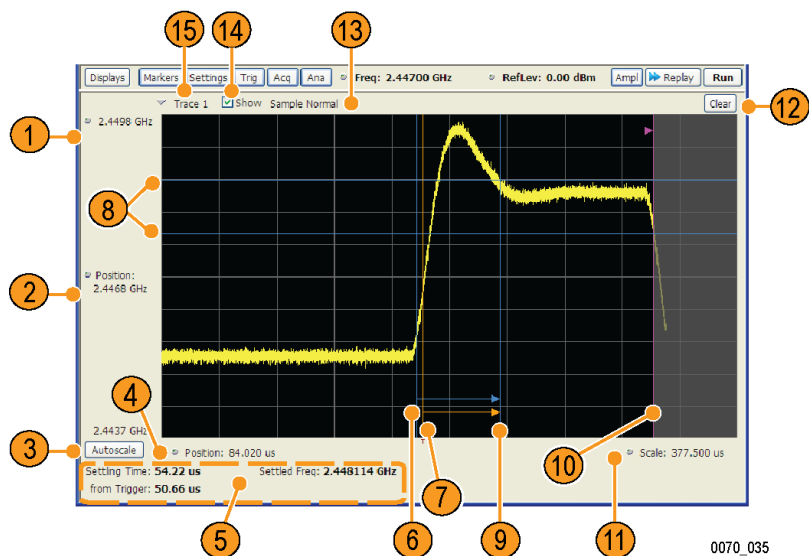 15 14 13
Displays Markers Settings Trig Acq Ana Freq: 2.44700 GHz RefLev: 0.00 dBm Ampl Replay Run
Trace 1 Show Sample Normal Clear
12
1 2.4498 GHz
8
Position:
2 2.4468 GHz
2.4437 GHz
T
3 Autoscale 4 Position: 84.020 us Scale: 377.500 us
Settling Time: 54.22 us Settled Freq: 2.448114 GHz
from Trigger: 50.66 us
5 6 7 9 10 11
0070_035